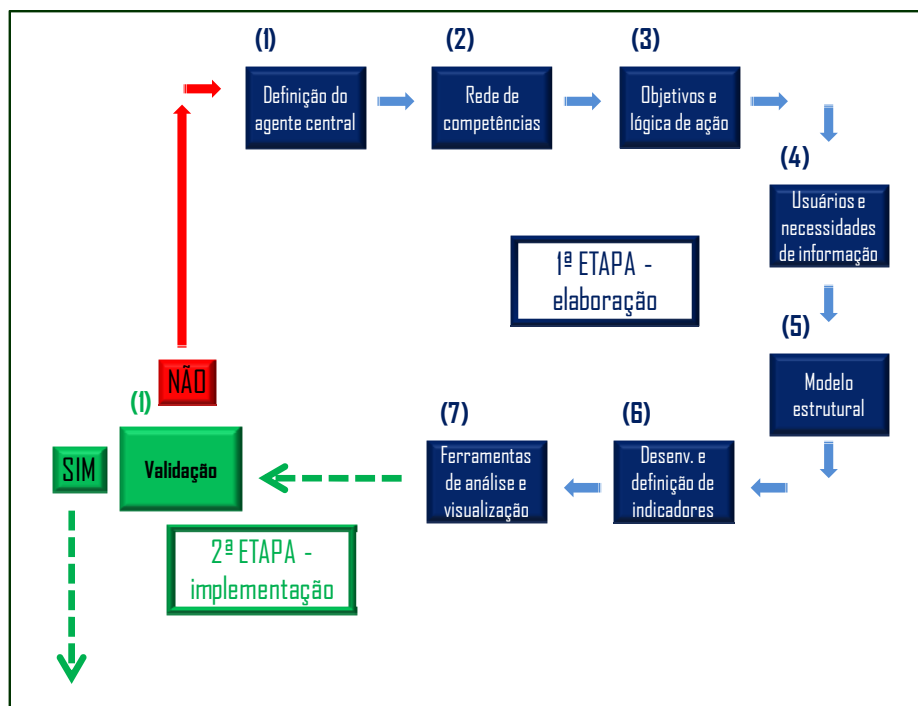 (1)
Definição do
agente central
(2)
Rede de
competências
(3)
Objetivos e
lógica de ação
(4)
Usuários e
necessidades
de informação
1ª ETAPA -
elaboração
(5)
Modelo
estrutural
(6)
Desenv. e
definição de
indicadores
(7)
Ferramentas
de análise e
visualização
NÃO
(1)
Validação
SIM
2ª ETAPA -
implementação